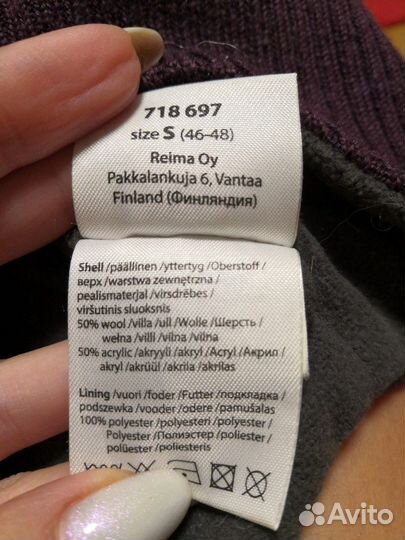 718 697
size S (46-48)
Reima Oy
Pakkalankuja 6, Vantaa
Finland (Финляндия)
Shell /päällinen /yttertyg /Oberstoff /
верх /warstwa zewnętrzna /
pealismaterjal /virsdrēbes /
viršutinis sluoksnis
50% wool /villa /ull /Wolle /Шерсть /
wełna /villi /vilna /vilna
50% acrylic /akryyli /akryl /Acryl /Акрил /
akryl /akrüül /akrila /akrilas
Lining /vuori /foder /Futter /подкладка /
podszewka /vooder /odere /pamušalas
100% polyester /polyesteri /polyester /
Polyester /Полиэстер /poliester /
polüester /poliesteris
Avito